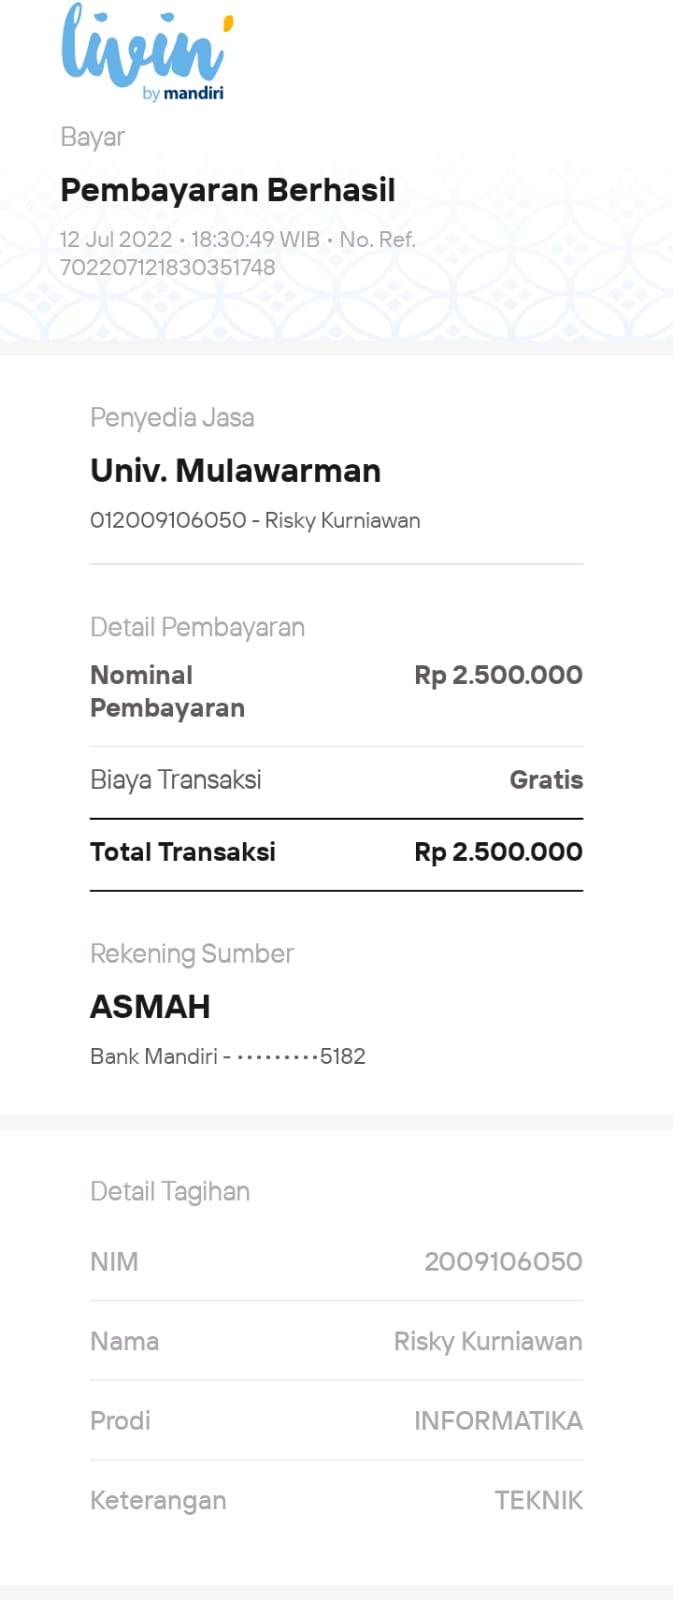 livin'
by mandiri
Bayar
Pembayaran Berhasil
12 Jul 2022 • 18:30:49 WIB • No. Ref.
702207121830351748
Penyedia Jasa
Univ. Mulawarman
012009106050 - Risky Kurniawan
Detail Pembayaran
Nominal Rp 2.500.000
Pembayaran
Biaya Transaksi Gratis
Total Transaksi Rp 2.500.000
Rekening Sumber
ASMAH
Bank Mandiri - •••••••••5182
Detail Tagihan
NIM 2009106050
Nama Risky Kurniawan
Prodi INFORMATIKA
Keterangan TEKNIK